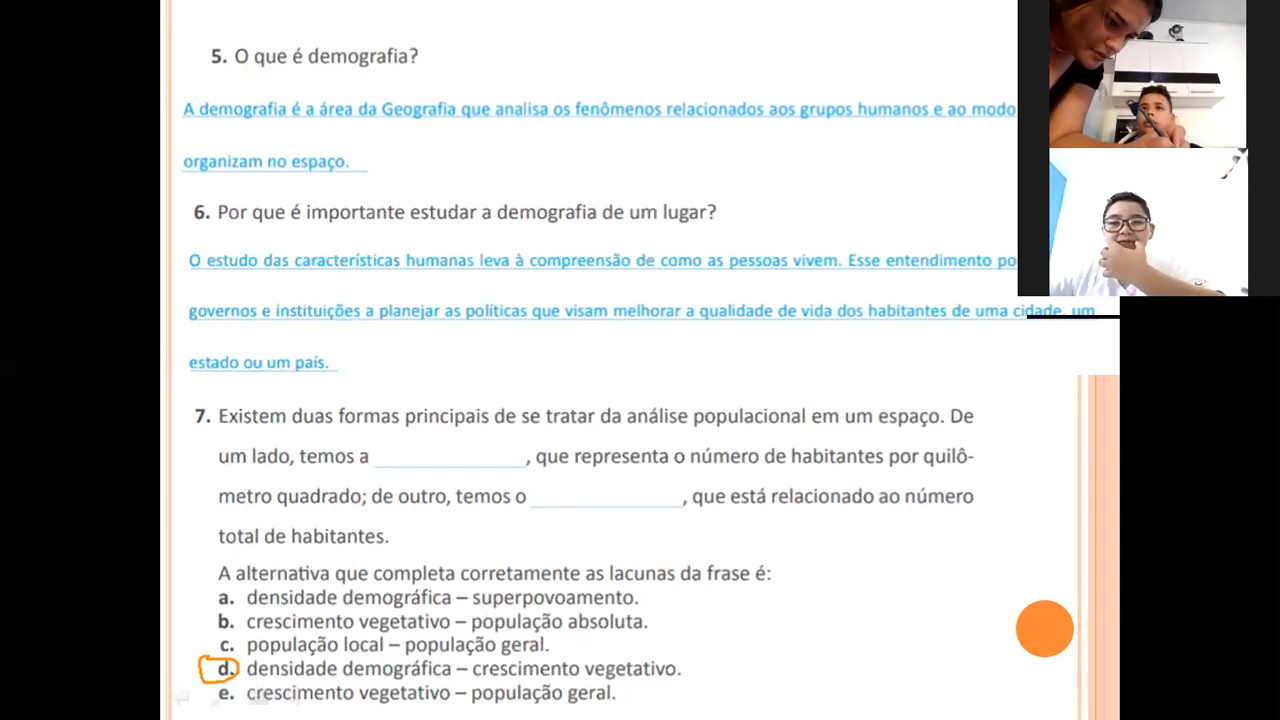 5. O que é demografia?
A demografia é a área da Geografia que analisa os fenômenos relacionados aos grupos humanos e ao modo
organizam no espaço.
6. Por que é importante estudar a demografia de um lugar?
O estudo das características humanas leva à compreensão de como as pessoas vivem. Esse entendimento po
governos e instituições a planejar as políticas que visam melhorar a qualidade de vida dos habitantes de uma cidade, um
estado ou um país.
7. Existem duas formas principais de se tratar da análise populacional em um espaço. De
um lado, temos a ______________, que representa o número de habitantes por quilô-
metro quadrado; de outro, temos o ______________, que está relacionado ao número
total de habitantes.
A alternativa que completa corretamente as lacunas da frase é:
a. densidade demográfica – superpovoamento.
b. crescimento vegetativo – população absoluta.
c. população local – população geral.
d. densidade demográfica – crescimento vegetativo.
e. crescimento vegetativo – população geral.